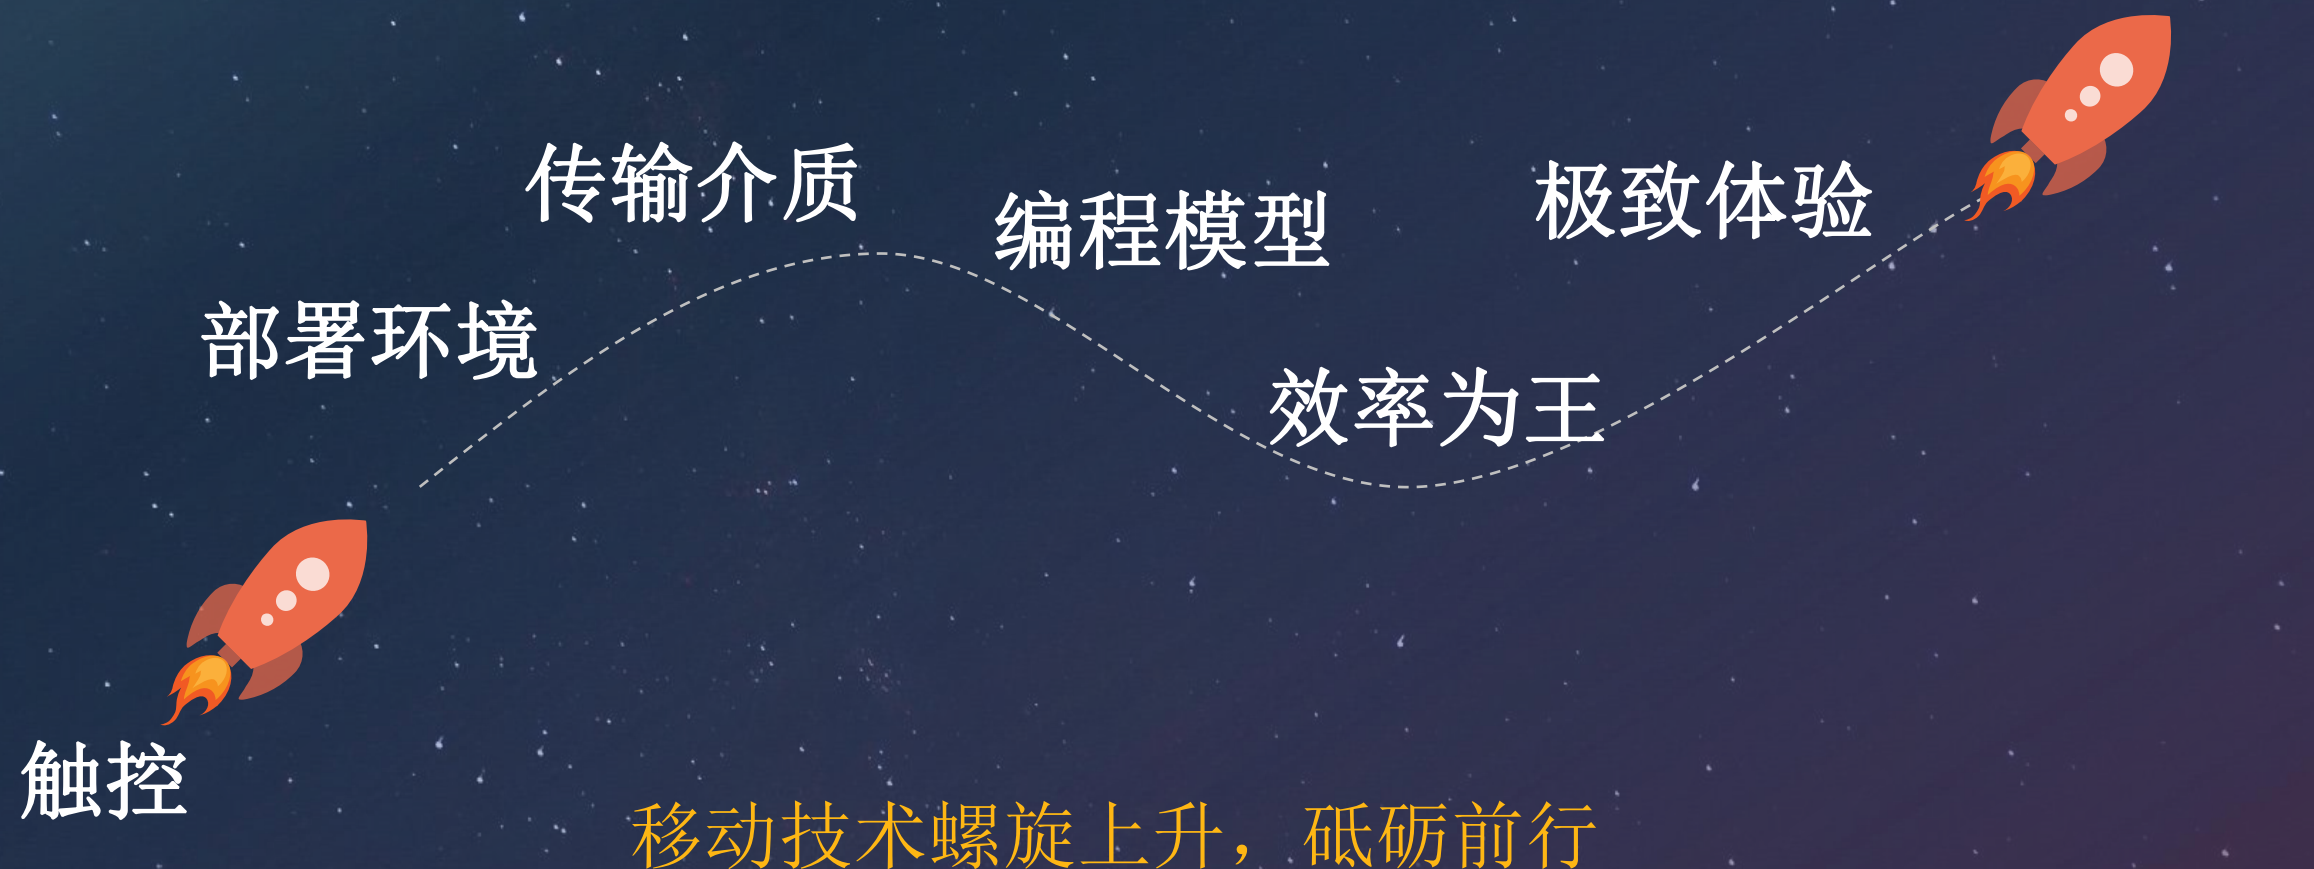 传输介质
编程模型
极致体验
部署环境
效率为王
触控
移动技术螺旋上升，砥砺前行